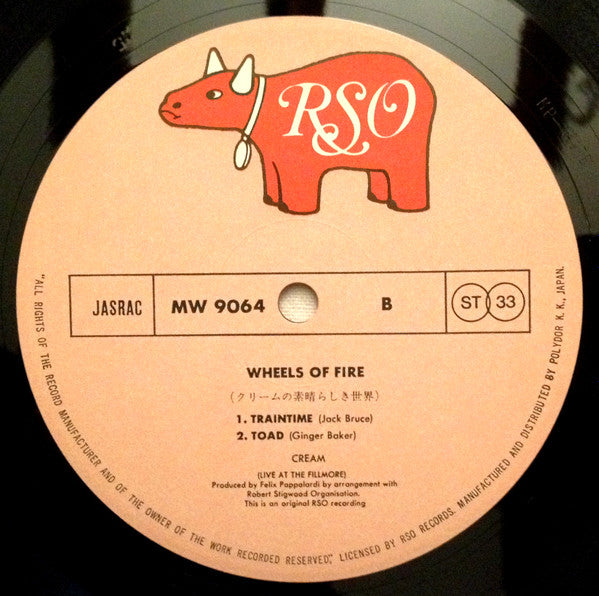 RSO
JASRAC
MW 9064
B
ST 33
WHEELS OF FIRE
(クリームの素晴らしき世界)
1. TRAINTIME (Jack Bruce)
2. TOAD (Ginger Baker)
CREAM
(LIVE AT THE FILLMORE)
Produced by Felix Pappalardi by arrangement with
Robert Stigwood Organisation.
This is an original RSO recording
"ALL RIGHTS OF THE RECORD MANUFACTURER AND OF THE OWNER OF THE WORK RECORDED RESERVED", LICENSED BY RSO RECORDS. MANUFACTURED AND DISTRIBUTED BY POLYDOR K. K., JAPAN.